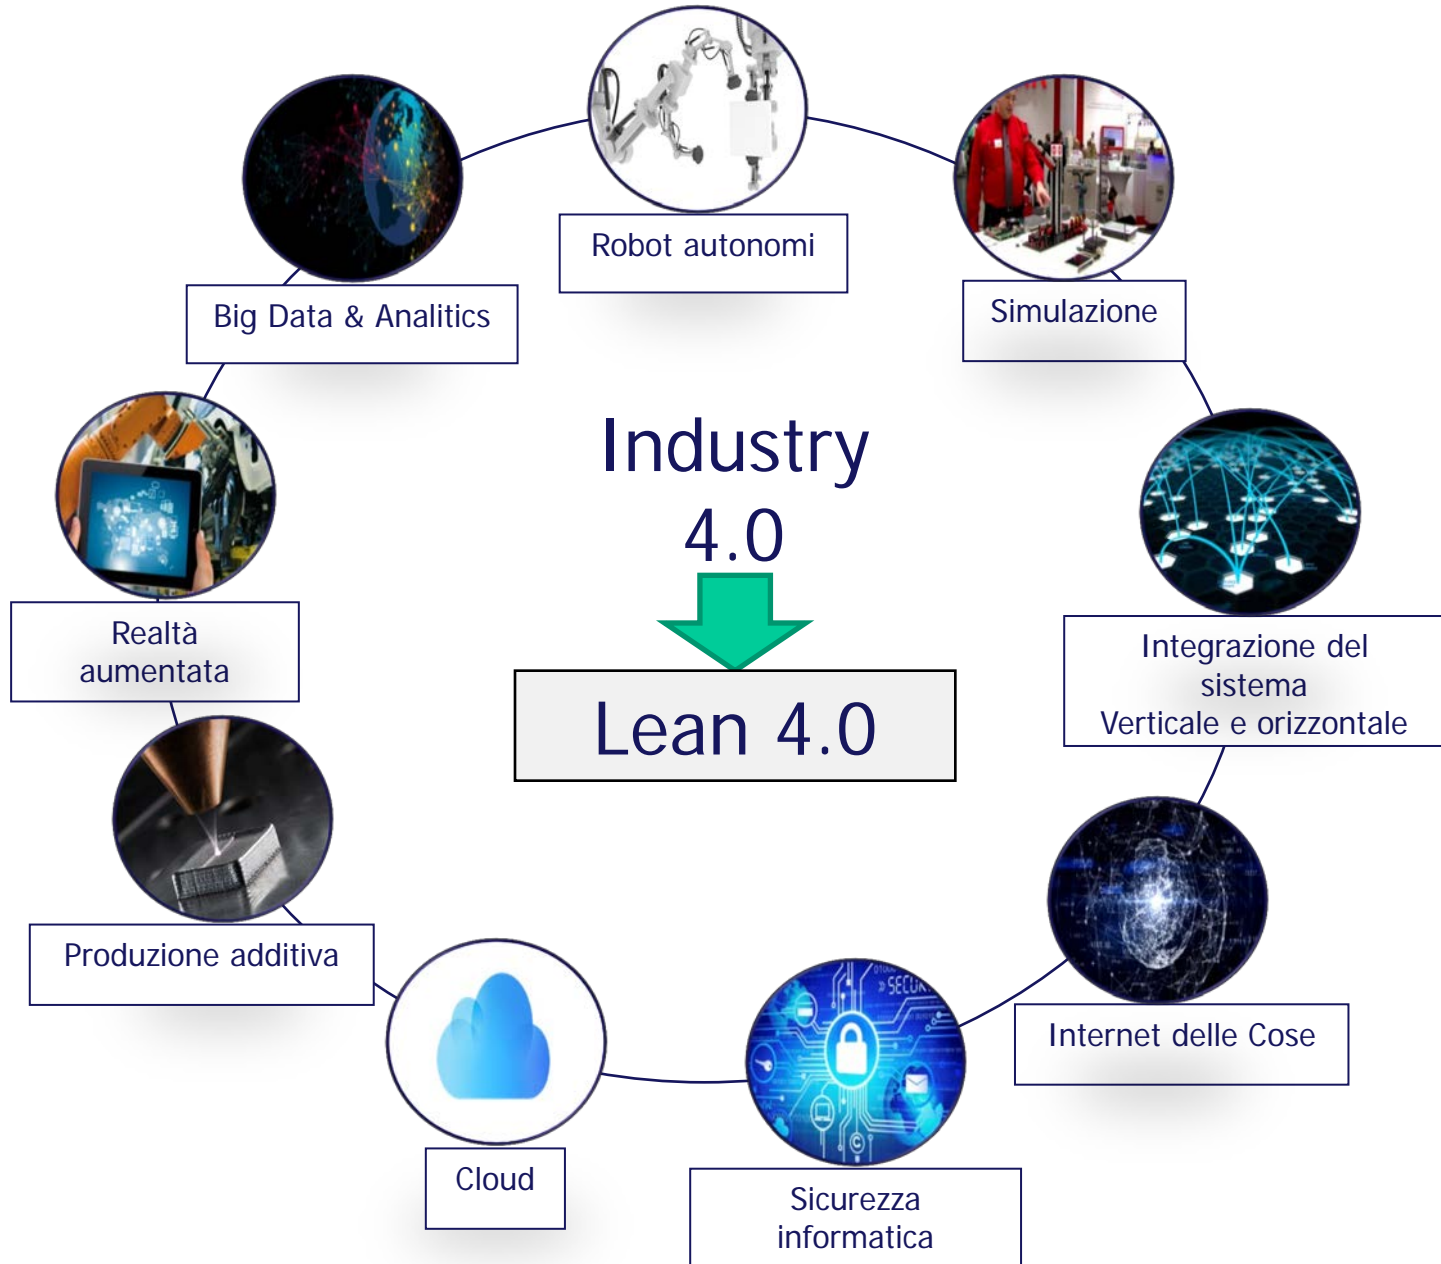 Robot autonomi
Big Data & Analitics
Simulazione
Industry
4.0
Realtà
aumentata
Integrazione del
sistema
Verticale e orizzontale
Lean 4.0
Produzione additiva
Internet delle Cose
» SECUR
Cloud
Sicurezza
informatica